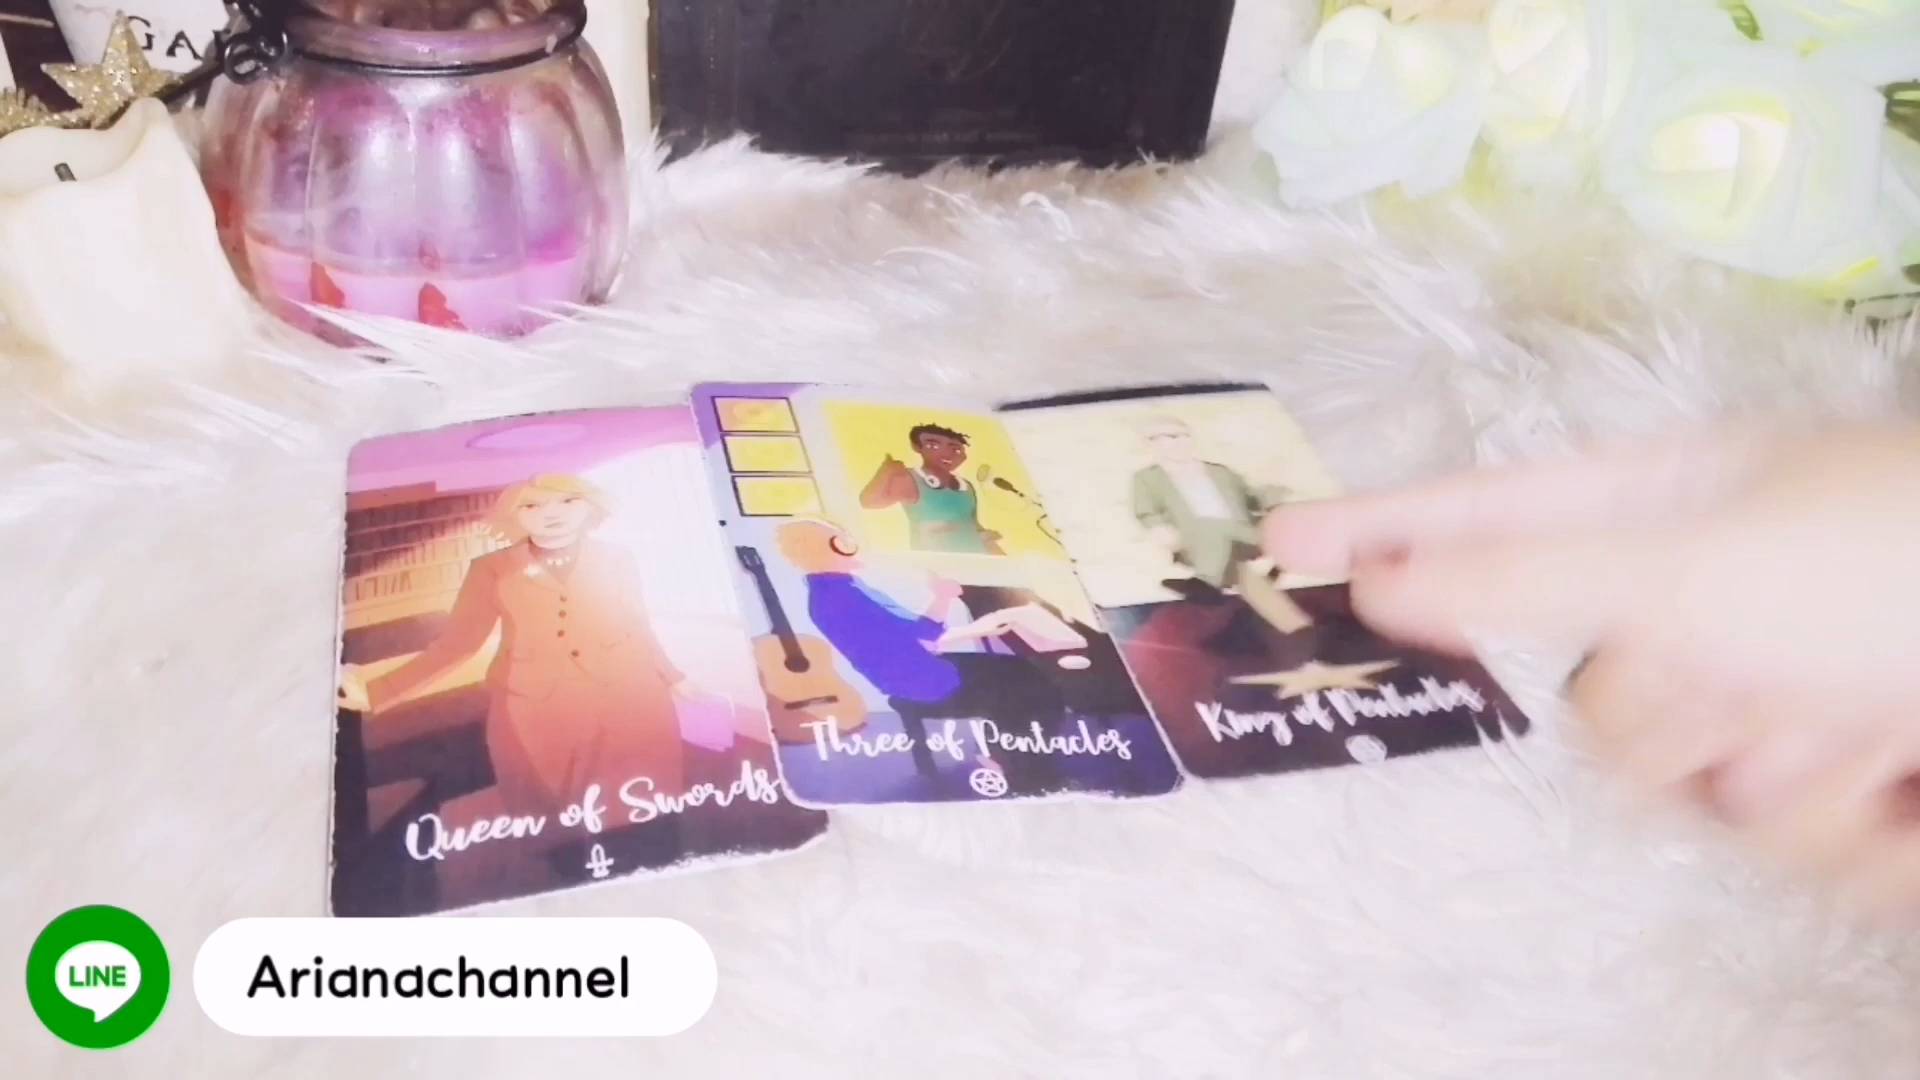 Three of Pentacles
King of Pentacles
Queen of Swords
LINE
Arianachannel